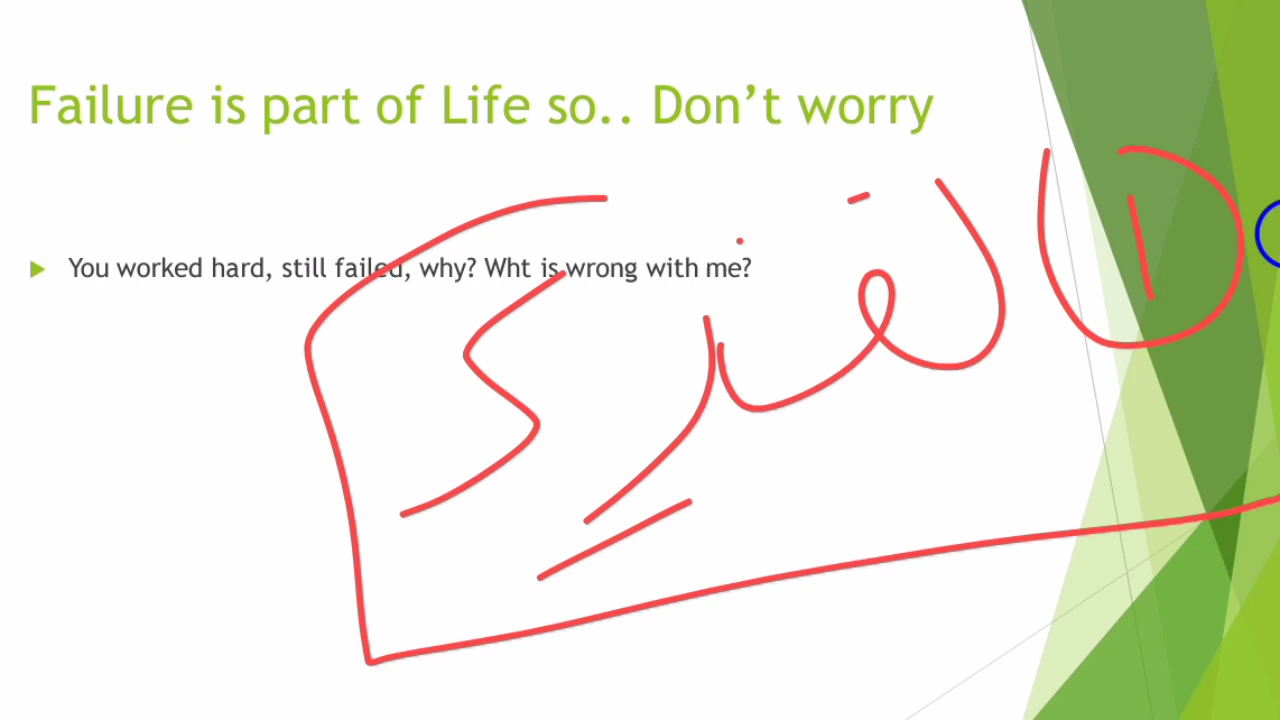 Failure is part of Life so.. Don't worry
You worked hard, still failed, why? Wht is wrong with me?
1